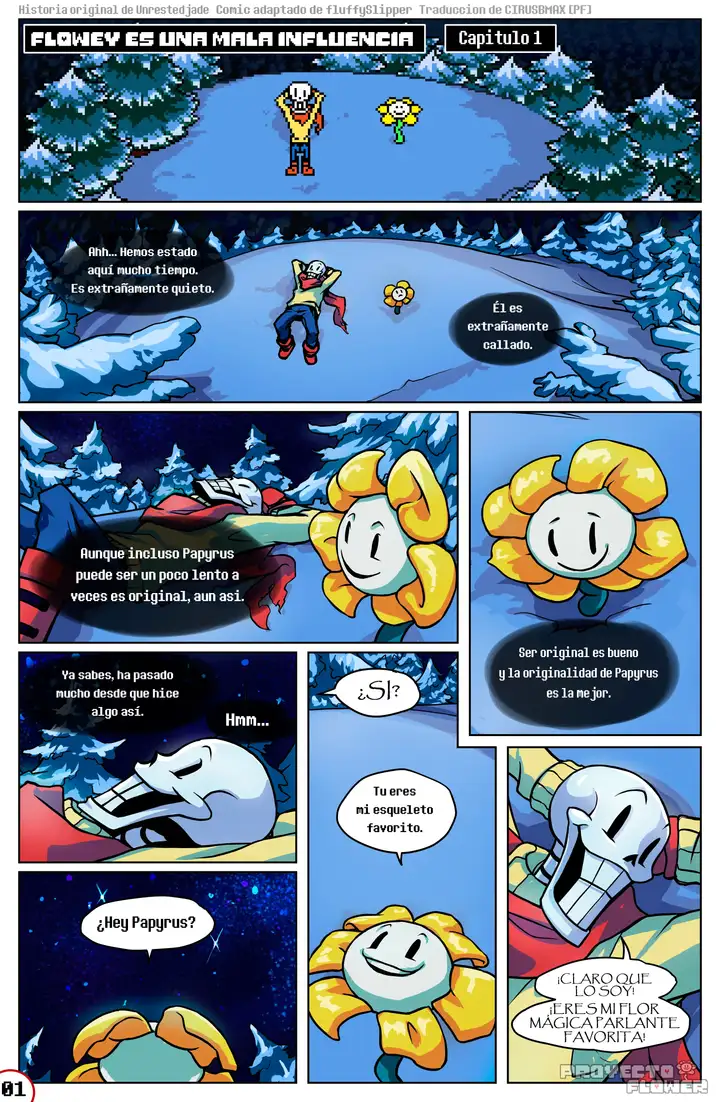 Historia original de Unrestedjade Comic adaptado de fluffySlipper Traduccion de CIRUSBMAX [PF]
FLOWEY ES UNA MALA INFLUENCIA
Capitulo 1
Ahh... Hemos estado
aquí mucho tiempo.
Es extrañamente quieto.
Él es
extrañamente
callado.
Aunque incluso Papyrus
puede ser un poco lento a
veces es original, aun asi.
Ser original es bueno
y la originalidad de Papyrus
es la mejor.
Ya sabes, ha pasado
mucho desde que hice
algo así.
Hmm...
¿Hey Papyrus?
¿SI?
Tu eres
mi esqueleto
favorito.
¡CLARO QUE
LO SOY!
¡ERES MI FLOR
MÁGICA PARLANTE
FAVORITA!
01
PROYECTO
FLOWER